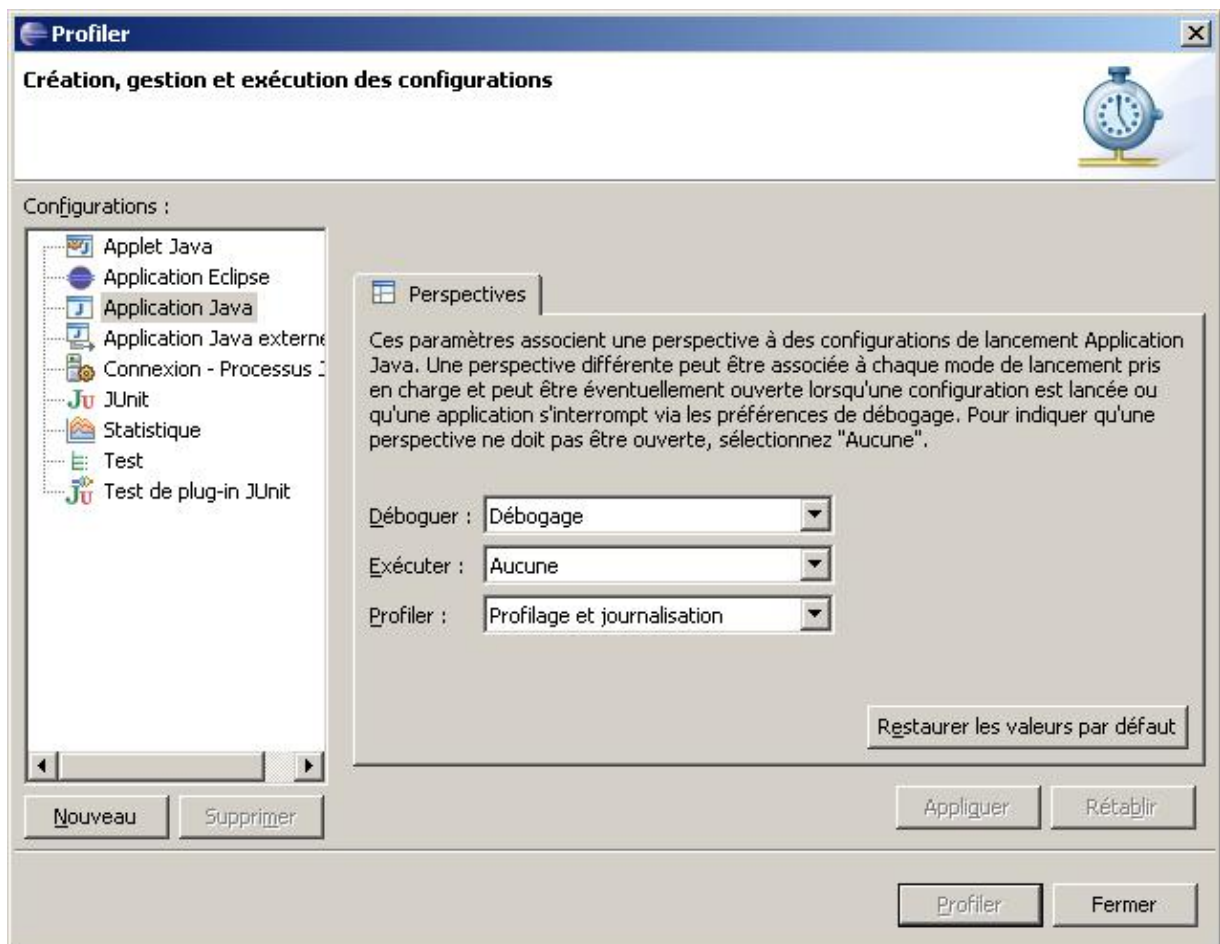 Profiler
Création, gestion et exécution des configurations
Configurations :
Applet Java
Application Eclipse
Application Java
Application Java externe
Connexion - Processus J
JUnit
Statistique
Test
Test de plug-in JUnit
Perspectives
Ces paramètres associent une perspective à des configurations de lancement Application
Java. Une perspective différente peut être associée à chaque mode de lancement pris
en charge et peut être éventuellement ouverte lorsqu'une configuration est lancée ou
qu'une application s'interrompt via les préférences de débogage. Pour indiquer qu'une
perspective ne doit pas être ouverte, sélectionnez "Aucune".
Déboguer : Débogage
Exécuter : Aucune
Profiler : Profilage et journalisation
Restaurer les valeurs par défaut
Nouveau Supprimer
Appliquer Rétablir
Profiler Fermer